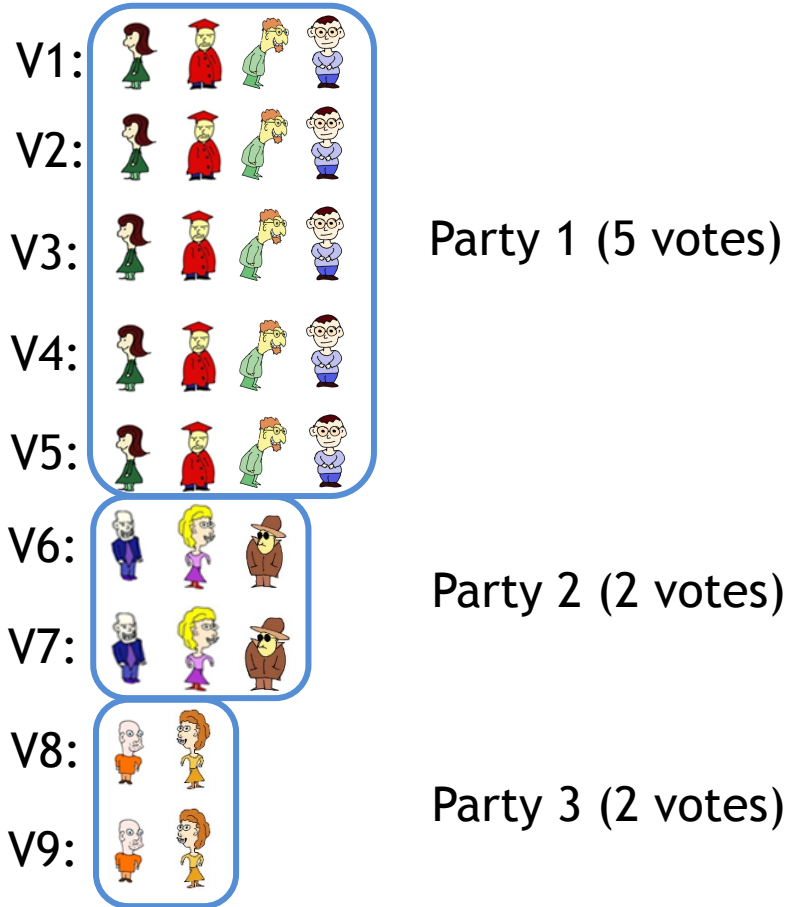 V1:
V2:
V3:
Party 1 (5 votes)
V4:
V5:
V6:
Party 2 (2 votes)
V7:
V8:
Party 3 (2 votes)
V9: